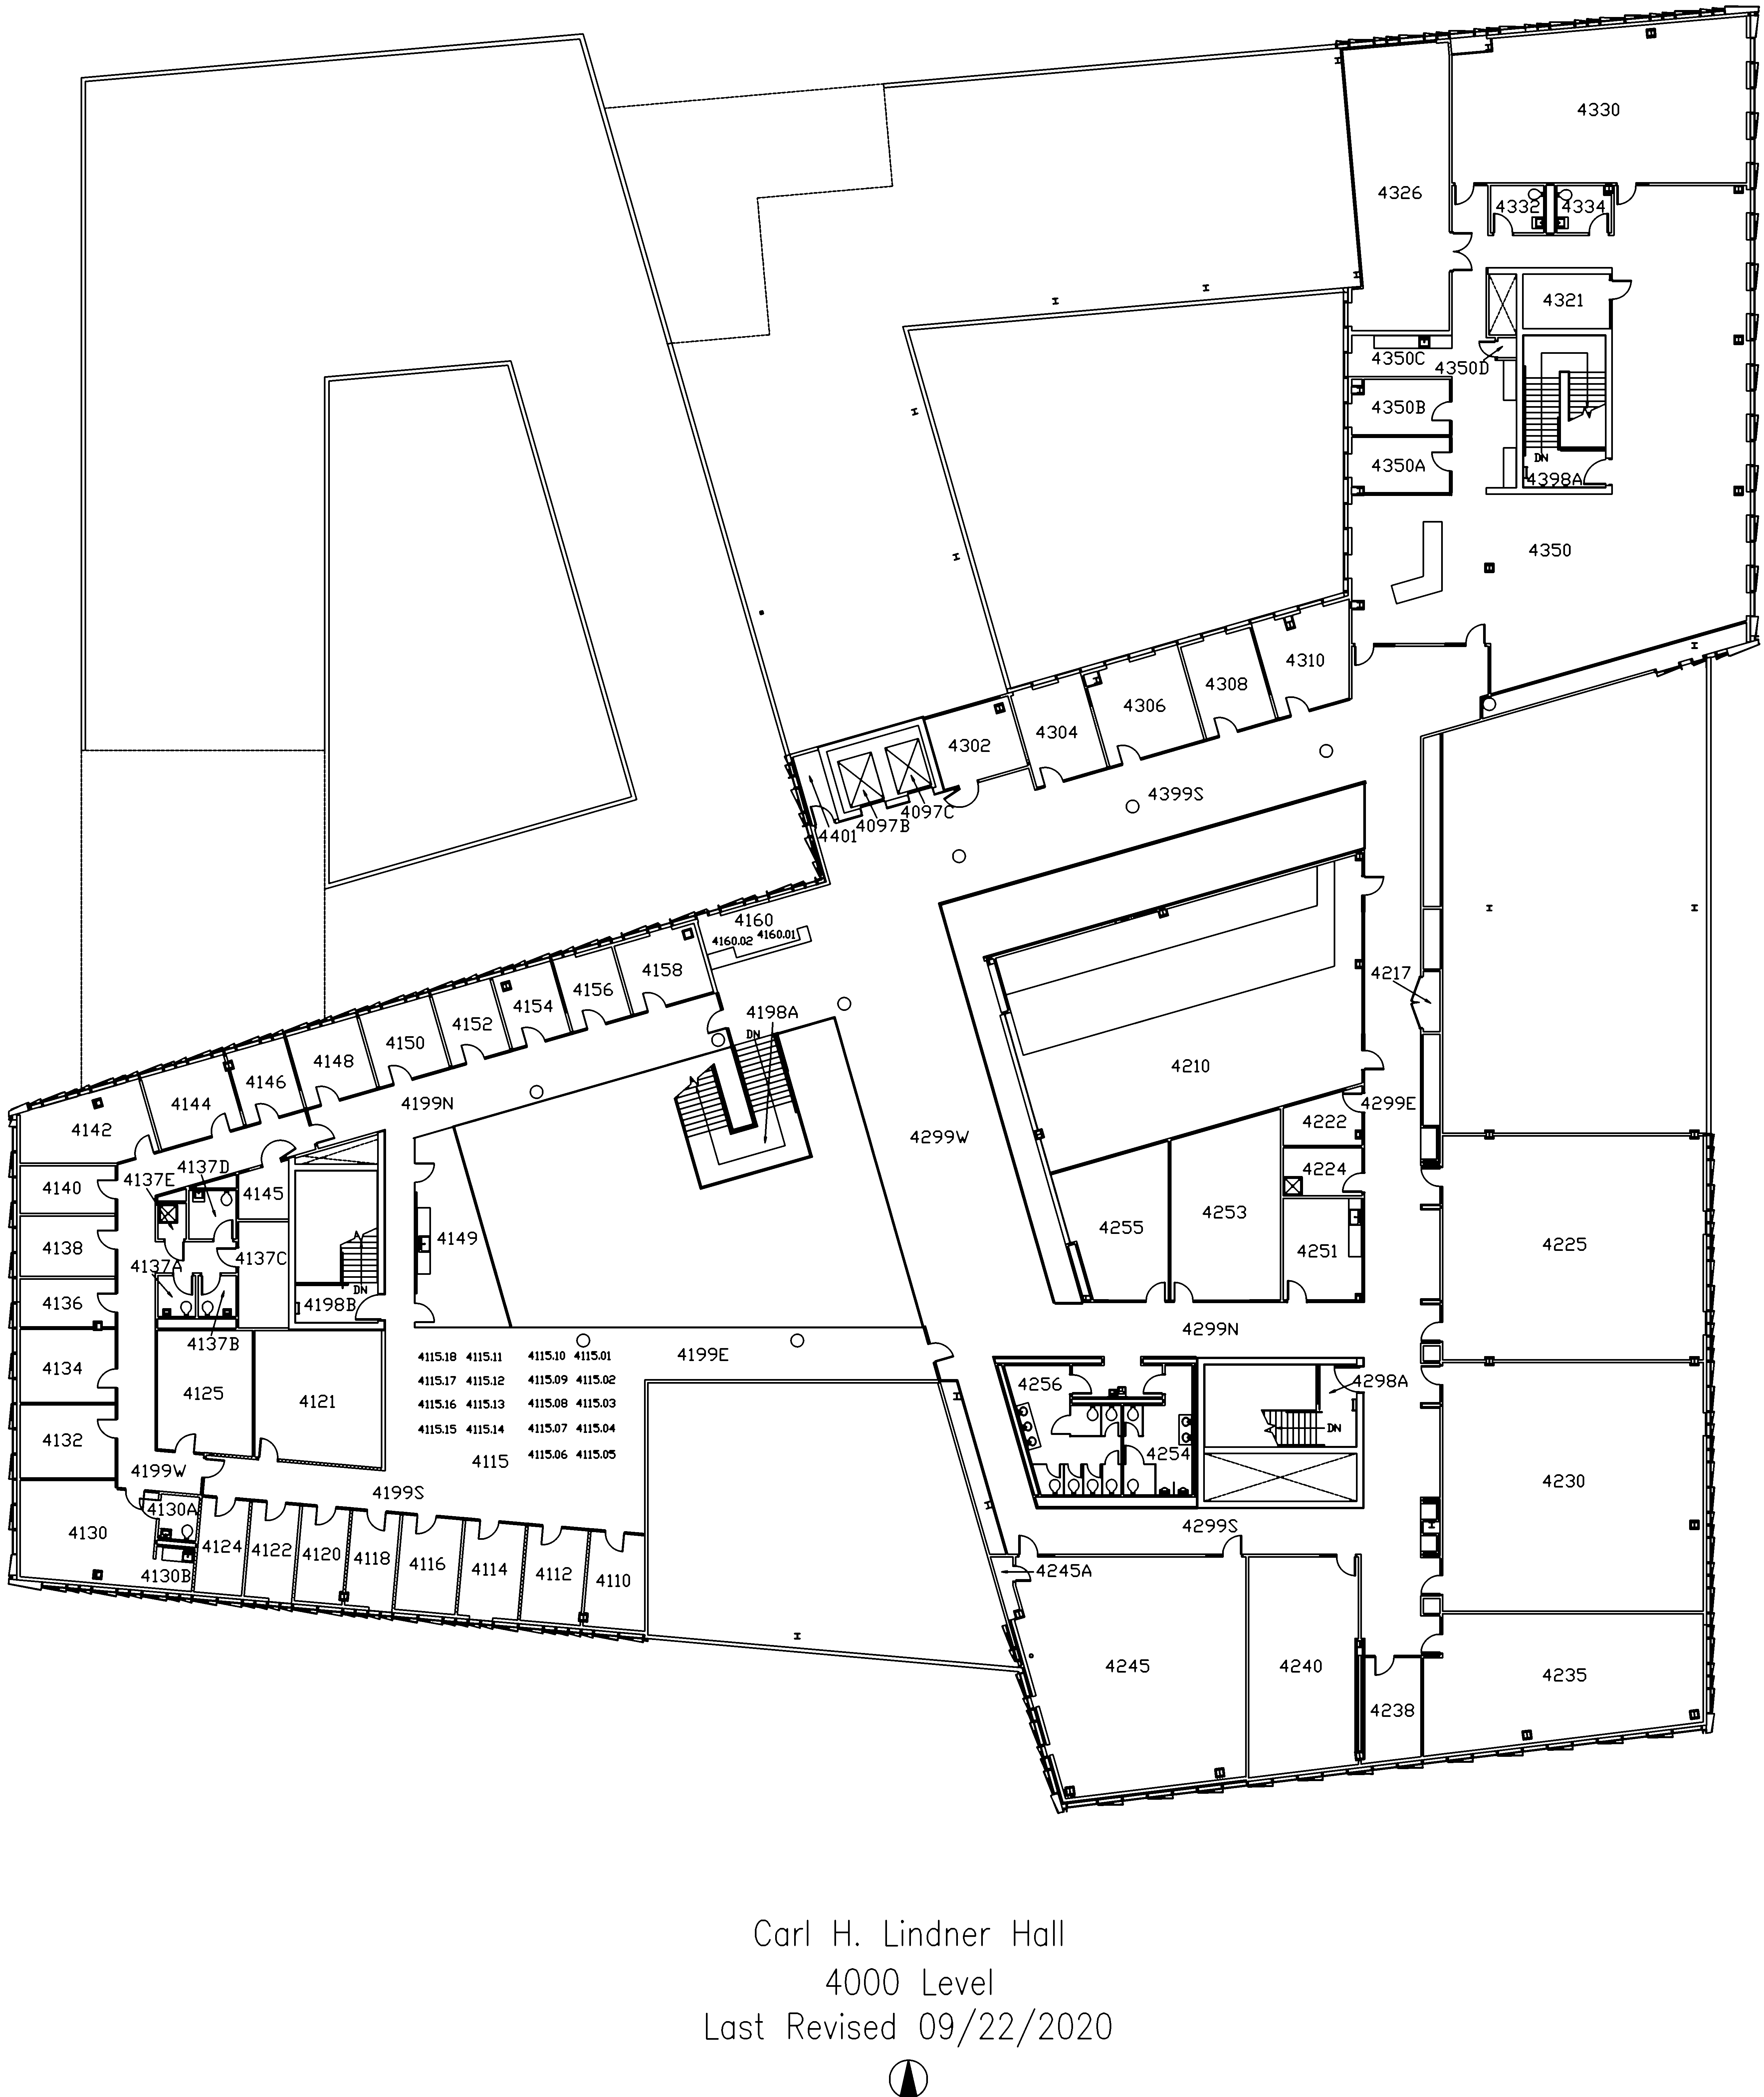 4330
4326
4332 4334
4321
4350C
4350D
4350B
4350A
DN
4398A
4350
4310
4308
4306
4304
4302
4399S
4097C
4097B
4401
4160
4160.02 4160.01
4158
4156
4154
4152
4150
4148
4146
4144
4142
4198A
DN
4199N
4217
4210
4299E
4222
4224
4299W
4253
4255
4251
4225
4137D
4137E
4140
4145
4138
4137C
4149
4137A
4136
4198B
DN
4137B
4134
4125
4121
4132
4199W
4299N
4199E
4115.18 4115.11 4115.10 4115.01
4115.17 4115.12 4115.09 4115.02
4115.16 4115.13 4115.08 4115.03
4115.15 4115.14 4115.07 4115.04
4115.06 4115.05
4115
4199S
4256
4298A
DN
4254
4230
4299S
4130A
4130
4130B
4124
4122
4120
4118
4116
4114
4112
4110
4245A
4245
4240
4238
4235
Carl H. Lindner Hall
4000 Level
Last Revised 09/22/2020